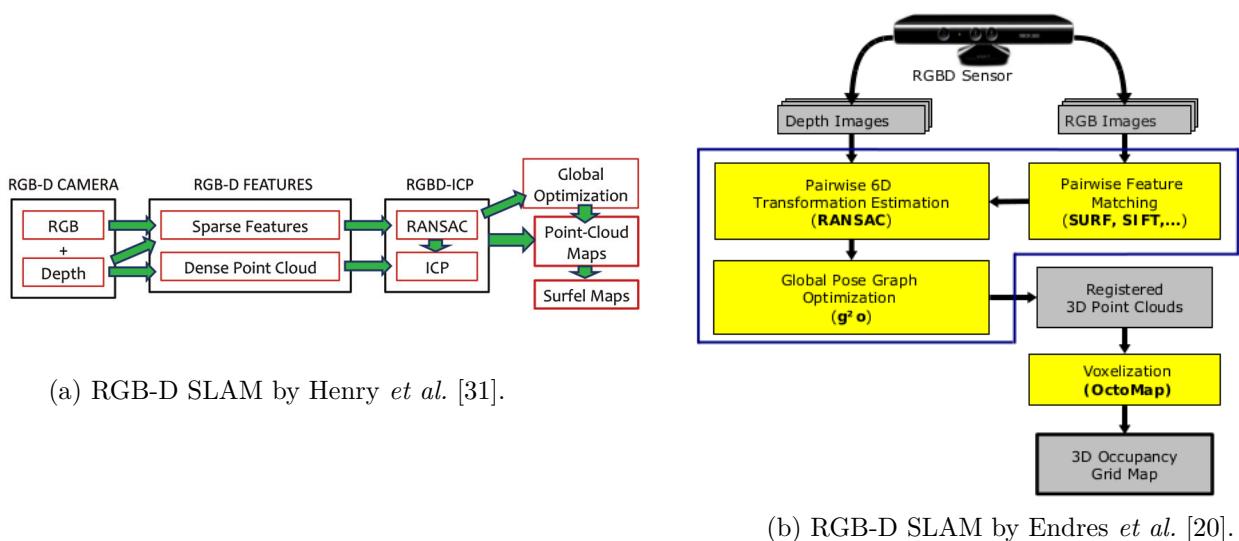 RGB-D CAMERA
RGB
+
Depth
RGB-D FEATURES
Sparse Features
Dense Point Cloud
RGBD-ICP
RANSAC
ICP
Global
Optimization
Point-Cloud
Maps
Surfel Maps
(a) RGB-D SLAM by Henry et al. [31].
RGBD Sensor
Depth Images
RGB Images
Pairwise 6D
Transformation Estimation
(RANSAC)
Pairwise Feature
Matching
(SURF, SIFT,...)
Global Pose Graph
Optimization
(g²o)
Registered
3D Point Clouds
Voxelization
(OctoMap)
3D Occupancy
Grid Map
(b) RGB-D SLAM by Endres et al. [20].